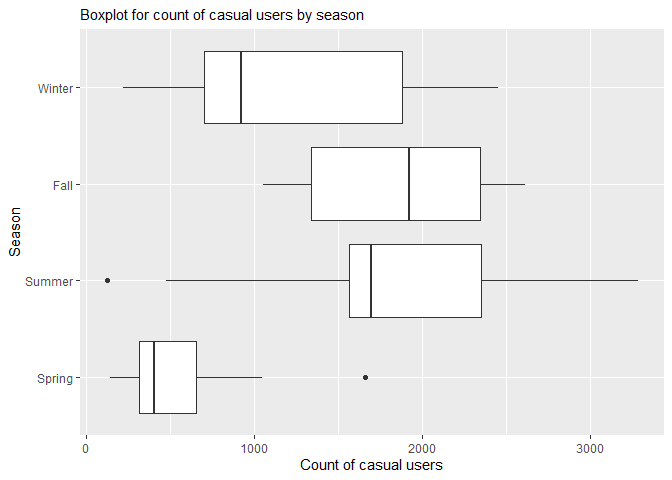 Boxplot for count of casual users by season
Winter
Fall
Summer
Spring
Season
0 1000 2000 3000
Count of casual users